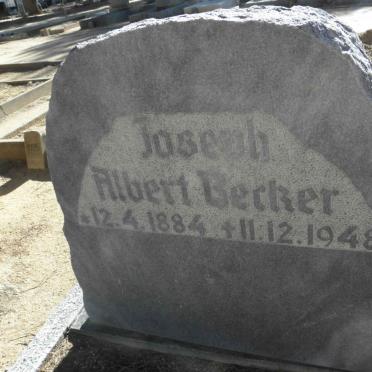 Joseph
Albert Becker
* 12.4.1884 † 11.12.1948